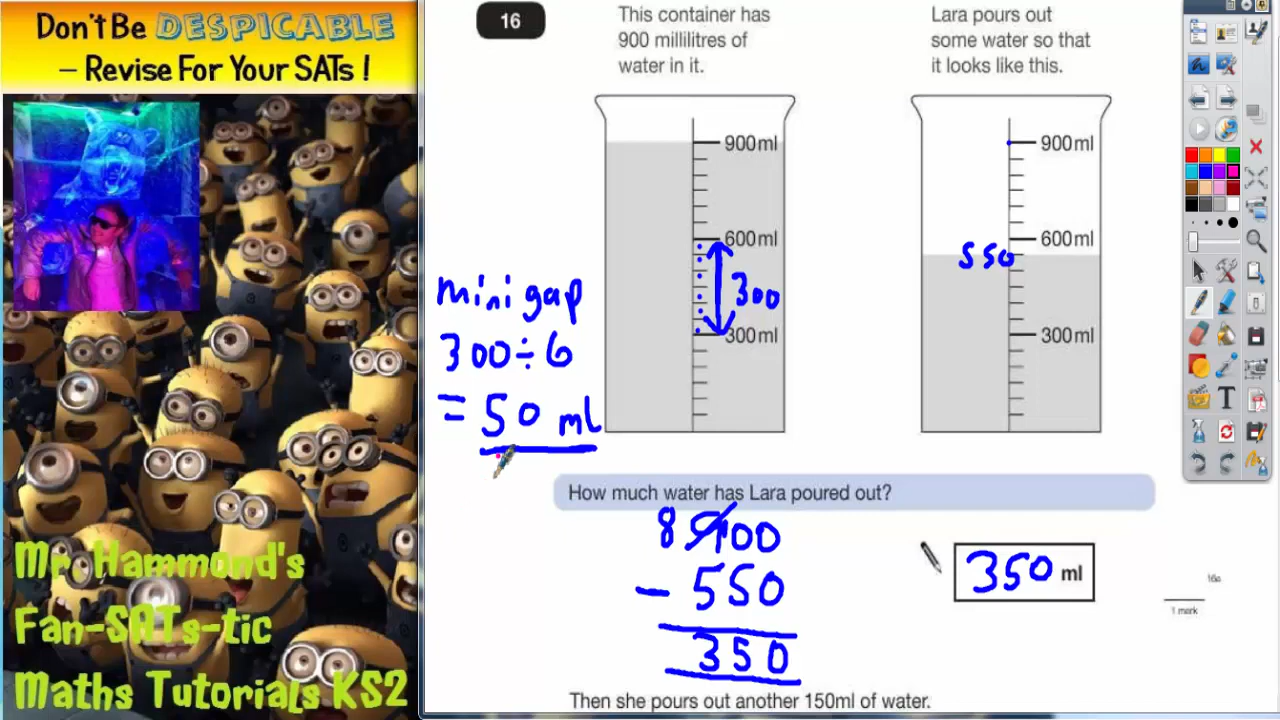 Don't Be DESPICABLE
– Revise For Your SATs !
Mr Hammond's
Fan-SATs-tic
Maths Tutorials KS2
16
This container has
900 millilitres of
water in it.
Lara pours out
some water so that
it looks like this.
900ml
600ml
300ml
300
900ml
600ml
550
300ml
mini gap
300÷6
= 50 ml
How much water has Lara poured out?
- 550
350
350 ml
16a
1 mark
Then she pours out another 150ml of water.